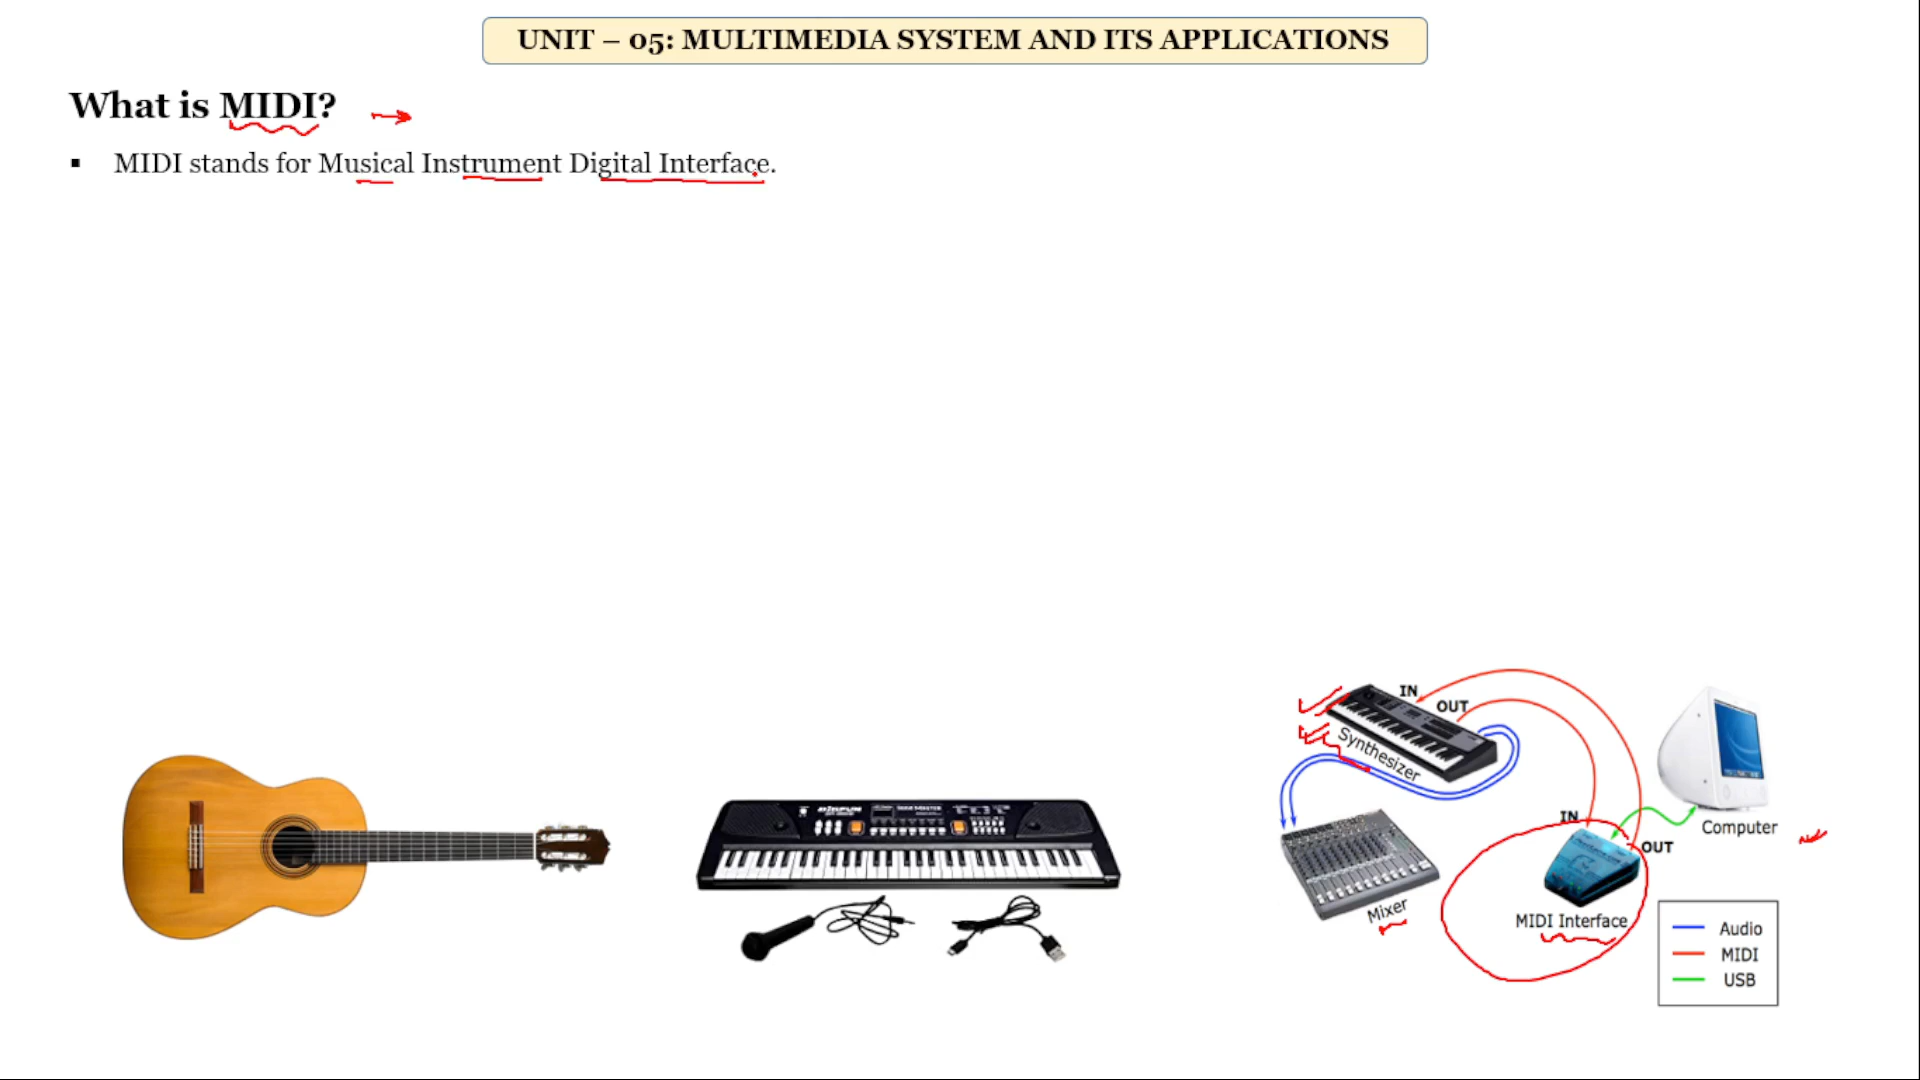 UNIT – 05: MULTIMEDIA SYSTEM AND ITS APPLICATIONS
What is MIDI?
▪ MIDI stands for Musical Instrument Digital Interface.
IN
OUT
Synthesizer
IN
OUT
Computer
Mixer
MIDI Interface
Audio
MIDI
USB